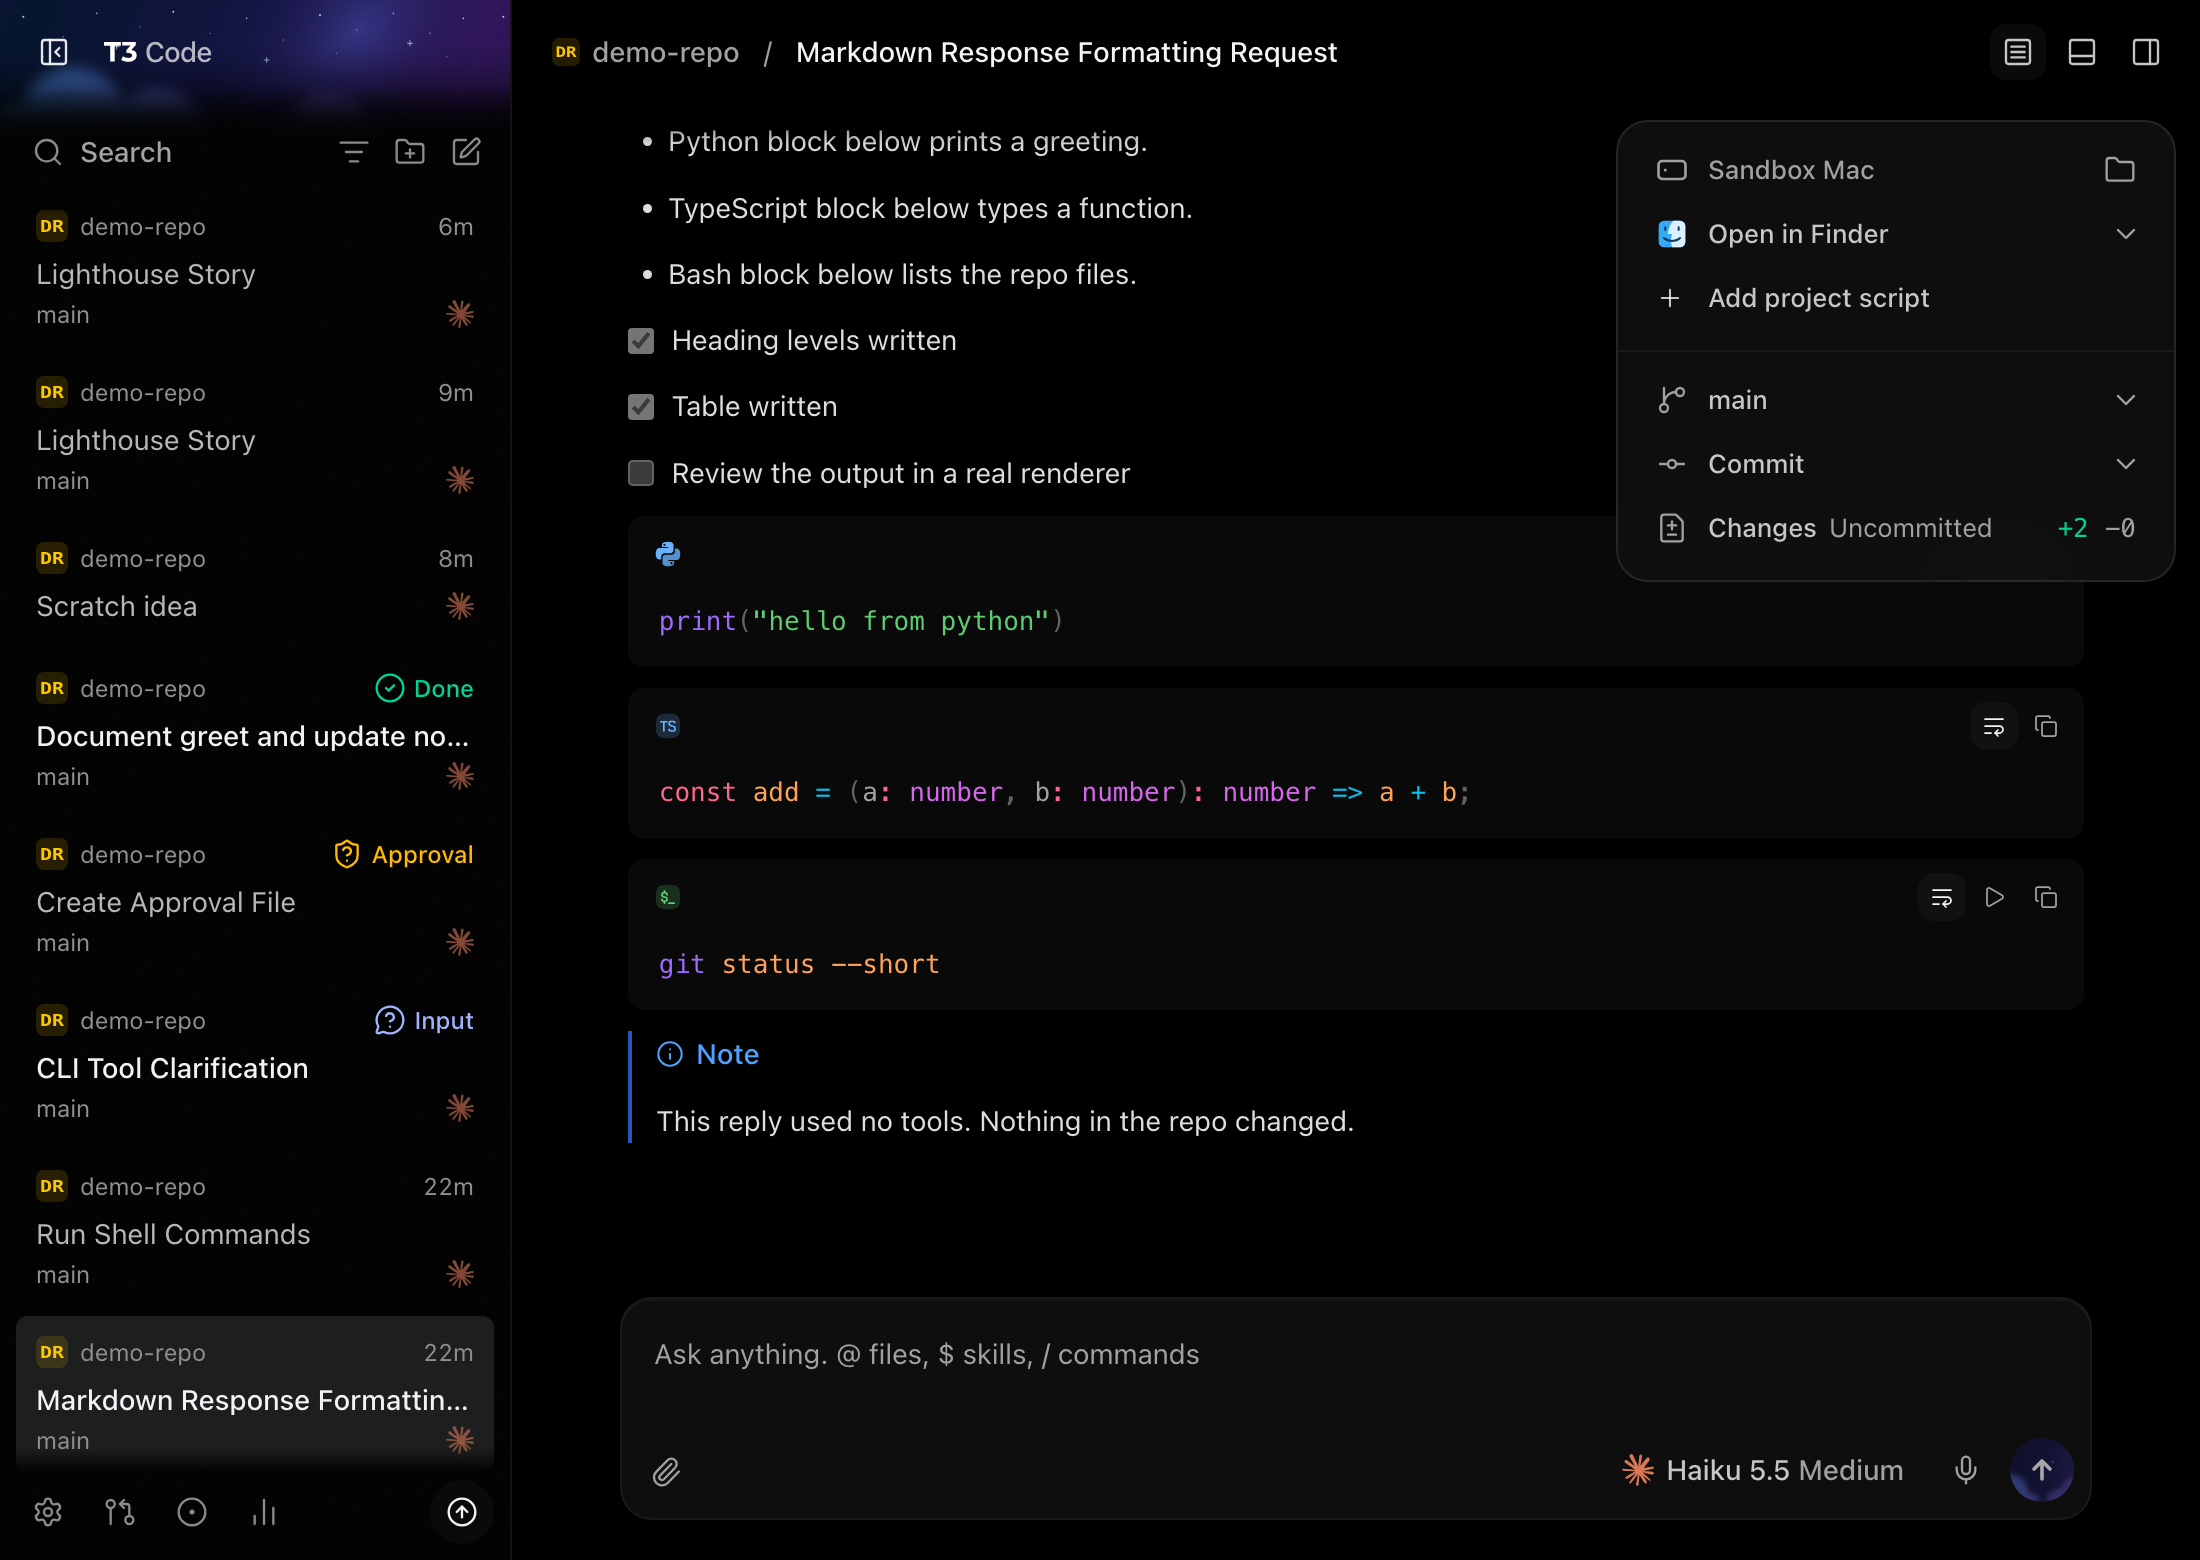 T3 Code
Search
DR demo-repo 6m
Lighthouse Story
main
DR demo-repo 9m
Lighthouse Story
main
DR demo-repo 8m
Scratch idea
DR demo-repo Done
Document greet and update no...
main
DR demo-repo Approval
Create Approval File
main
DR demo-repo Input
CLI Tool Clarification
main
DR demo-repo 22m
Run Shell Commands
main
DR demo-repo 22m
Markdown Response Formattin...
main
DR demo-repo / Markdown Response Formatting Request
• Python block below prints a greeting.
• TypeScript block below types a function.
• Bash block below lists the repo files.
Heading levels written
Table written
Review the output in a real renderer
print("hello from python")
TS
const add = (a: number, b: number): number => a + b;
$_
git status --short
Note
This reply used no tools. Nothing in the repo changed.
Sandbox Mac
Open in Finder
Add project script
main
Commit
Changes Uncommitted +2 -0
Ask anything. @ files, $ skills, / commands
Haiku 5.5 Medium